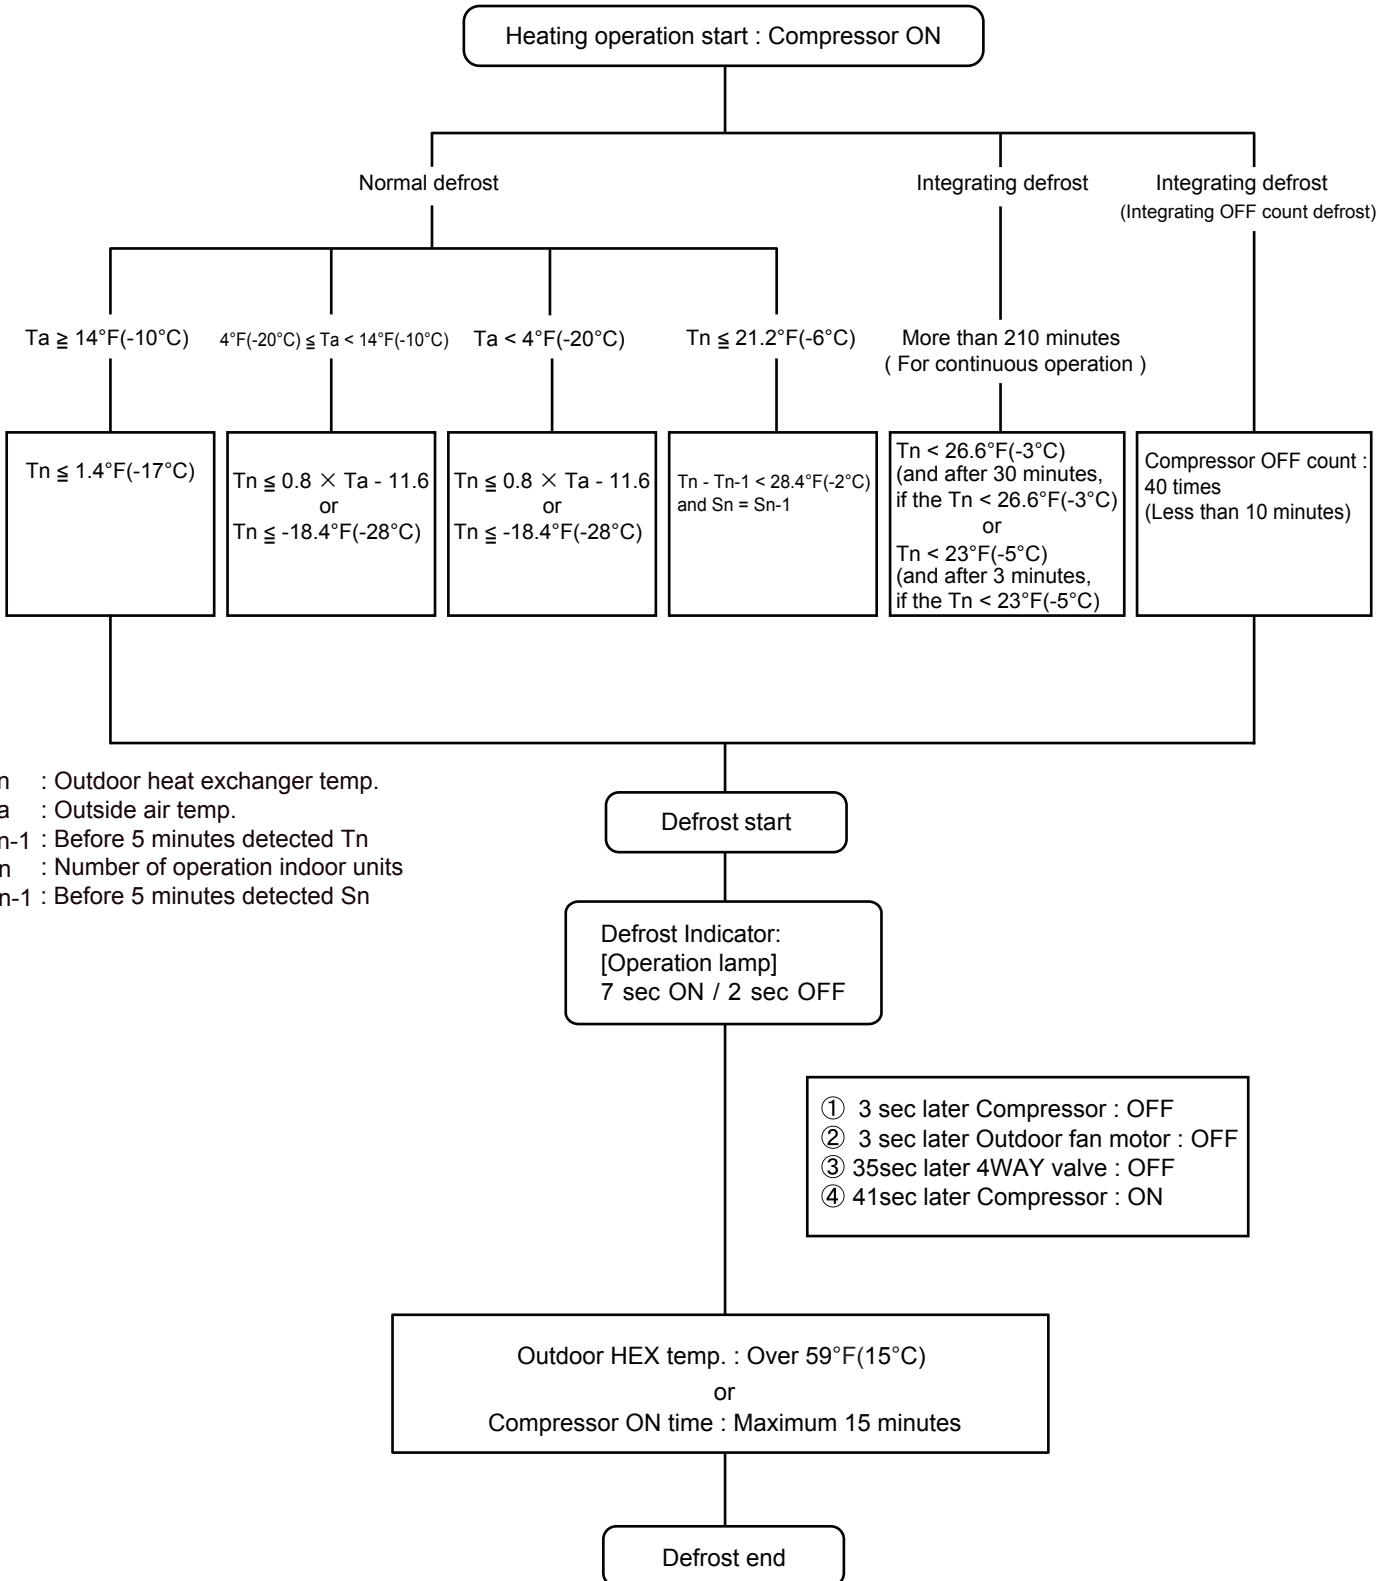 Heating operation start : Compressor ON
Normal defrost
Integrating defrost
Integrating defrost
(Integrating OFF count defrost)
Ta ≧ 14°F(-10°C)
4°F(-20°C) ≦ Ta < 14°F(-10°C)
Ta < 4°F(-20°C)
Tn ≦ 21.2°F(-6°C)
More than 210 minutes
( For continuous operation )
Tn ≦ 1.4°F(-17°C)
Tn ≦ 0.8 × Ta - 11.6
or
Tn ≦ -18.4°F(-28°C)
Tn ≦ 0.8 × Ta - 11.6
or
Tn ≦ -18.4°F(-28°C)
Tn - Tn-1 < 28.4°F(-2°C)
and Sn = Sn-1
Tn < 26.6°F(-3°C)
(and after 30 minutes,
if the Tn < 26.6°F(-3°C)
or
Tn < 23°F(-5°C)
(and after 3 minutes,
if the Tn < 23°F(-5°C)
Compressor OFF count :
40 times
(Less than 10 minutes)
n : Outdoor heat exchanger temp.
a : Outside air temp.
n-1 : Before 5 minutes detected Tn
n : Number of operation indoor units
n-1 : Before 5 minutes detected Sn
Defrost start
Defrost Indicator:
[Operation lamp]
7 sec ON / 2 sec OFF
① 3 sec later Compressor : OFF
② 3 sec later Outdoor fan motor : OFF
③ 35sec later 4WAY valve : OFF
④ 41sec later Compressor : ON
Outdoor HEX temp. : Over 59°F(15°C)
or
Compressor ON time : Maximum 15 minutes
Defrost end